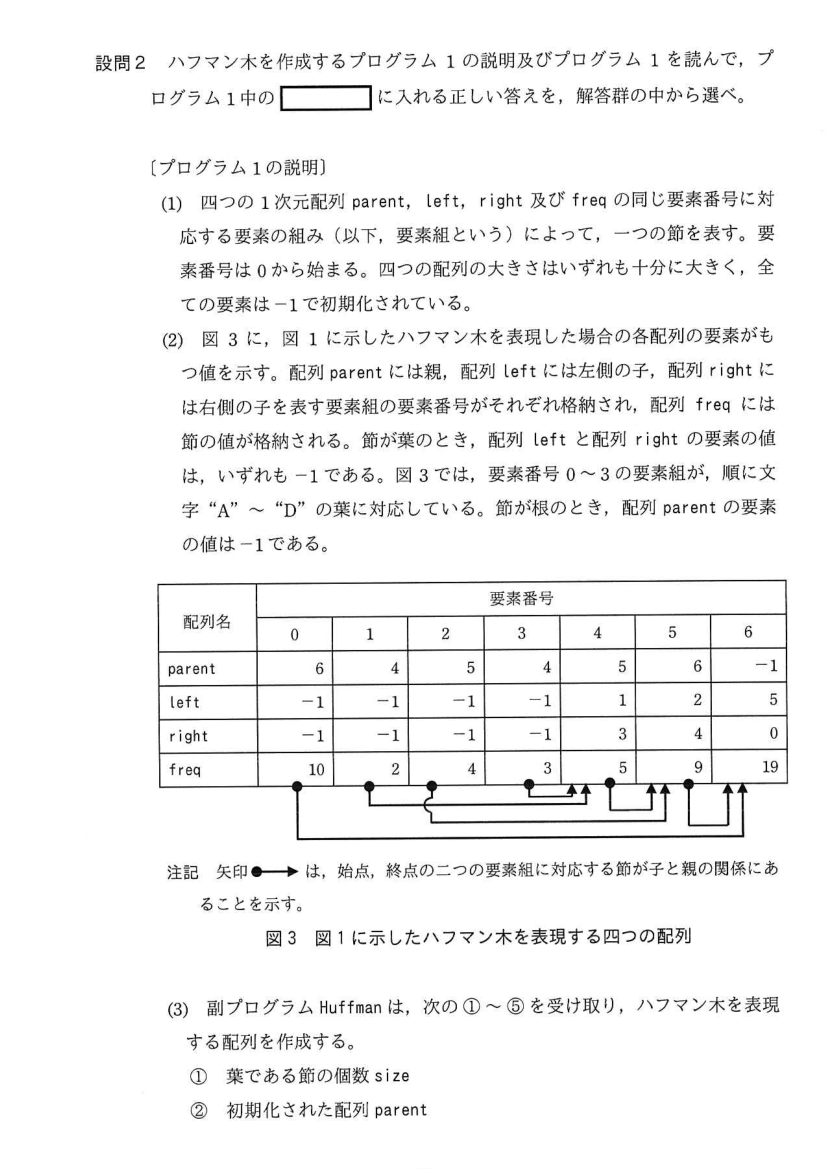 設問2 ハフマン木を作成するプログラム 1 の説明及びプログラム 1 を読んで，プ
ログラム1中の に入れる正しい答えを，解答群の中から選べ。
〔プログラム1の説明〕
(1) 四つの1次元配列 parent，left，right 及び freq の同じ要素番号に対
応する要素の組み（以下，要素組という）によって，一つの節を表す。要
素番号は0から始まる。四つの配列の大きさはいずれも十分に大きく，全
ての要素は－1で初期化されている。
(2) 図 3 に，図 1 に示したハフマン木を表現した場合の各配列の要素がも
つ値を示す。配列 parent には親，配列 left には左側の子，配列 right に
は右側の子を表す要素組の要素番号がそれぞれ格納され，配列 freq には
節の値が格納される。節が葉のとき，配列 left と配列 right の要素の値
は，いずれも －1 である。図 3 では，要素番号 0～3 の要素組が，順に文
字“A”～“D”の葉に対応している。節が根のとき，配列 parent の要素
の値は－1である。
配列名 要素番号
0 1 2 3 4 5 6
parent 6 4 5 4 5 6 －1
left －1 －1 －1 －1 1 2 5
right －1 －1 －1 －1 3 4 0
freq 10 2 4 3 5 9 19
注記 矢印●→ は，始点，終点の二つの要素組に対応する節が子と親の関係にあ
ることを示す。
図3 図1に示したハフマン木を表現する四つの配列
(3) 副プログラム Huffman は，次の①～⑤を受け取り，ハフマン木を表現
する配列を作成する。
① 葉である節の個数 size
② 初期化された配列 parent